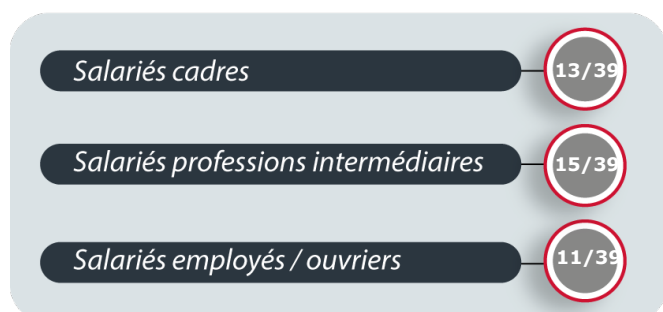 Salariés cadres 13/39
Salariés professions intermédiaires 15/39
Salariés employés / ouvriers 11/39